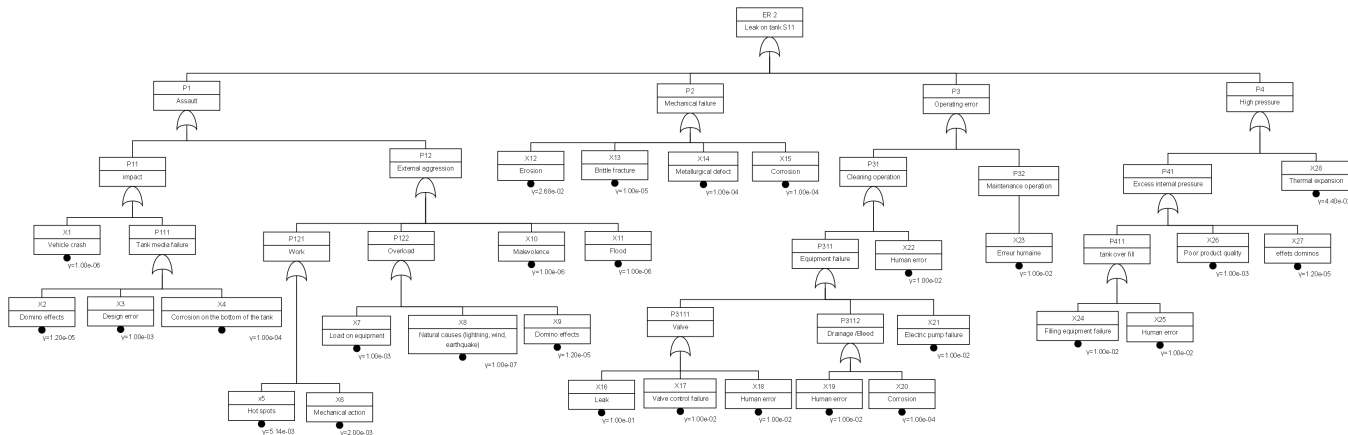 ER 2
Leak on tank S11
P1
Assault
P2
Mechanical failure
P3
Operating error
P4
High pressure
P11
impact
P12
External aggression
X12
Erosion
γ=2.68e-02
X13
Brittle fracture
γ=1.00e-05
X14
Metallurgical defect
γ=1.00e-04
X15
Corrosion
γ=1.00e-04
P31
Cleaning operation
P32
Maintenance operation
P41
Excess internal pressure
X28
Thermal expansion
X1
Vehicle crash
γ=1.00e-06
P111
Tank media failure
P121
Work
P122
Overload
X10
Malevolence
γ=1.00e-06
X11
Flood
γ=1.00e-06
P311
Equipment failure
X22
Human error
γ=1.00e-02
X23
Erreur humaine
γ=1.00e-02
P411
tank over fill
X26
Poor product quality
γ=1.00e-03
X27
effets dominos
γ=1.20e-05
X2
Domino effects
γ=1.20e-05
X3
Design error
γ=1.00e-03
X4
Corrosion on the bottom of the tank
γ=1.00e-04
X7
Load on equipment
γ=1.00e-03
X8
Natural causes (lightning, wind,
earthquake)
γ=1.00e-07
X9
Domino effects
γ=1.20e-05
P3111
Valve
P3112
Drainage /Bleed
X21
Electric pump failure
γ=1.00e-02
X24
Filling equipment failure
γ=1.00e-02
X25
Human error
γ=1.00e-02
x5
Hot spots
γ=5.14e-03
X6
Mechanical action
γ=2.00e-03
X16
Leak
γ=1.00e-01
X17
Valve control failure
γ=1.00e-02
X18
Human error
γ=1.00e-02
X19
Human error
γ=1.00e-02
X20
Corrosion
γ=1.00e-04